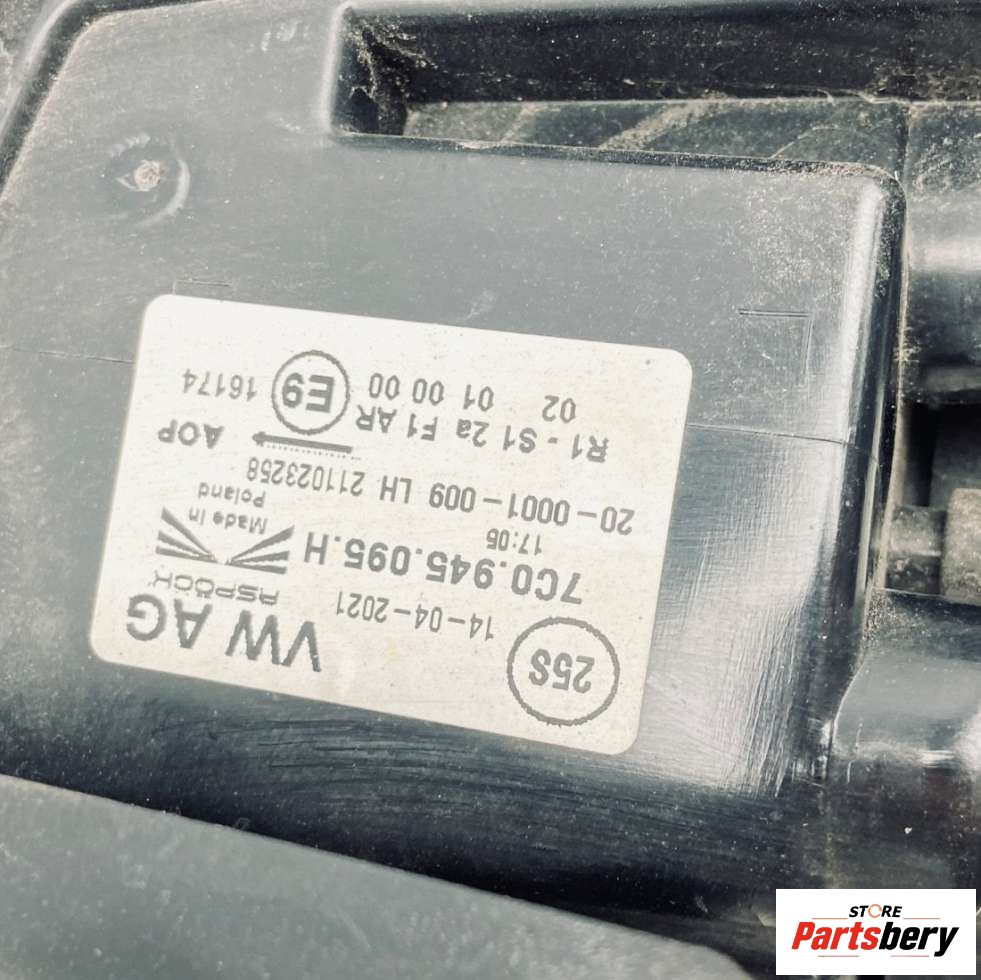 25S
14-04-2021
VW AG
ASPÖCK
7C0.945.095.H
17:05
Made in
Poland
20-0001-009 LH 211023258
R1-S1 2a F1 AR
AOP
02 01 00 00
E9
16174
STORE
Partsbery